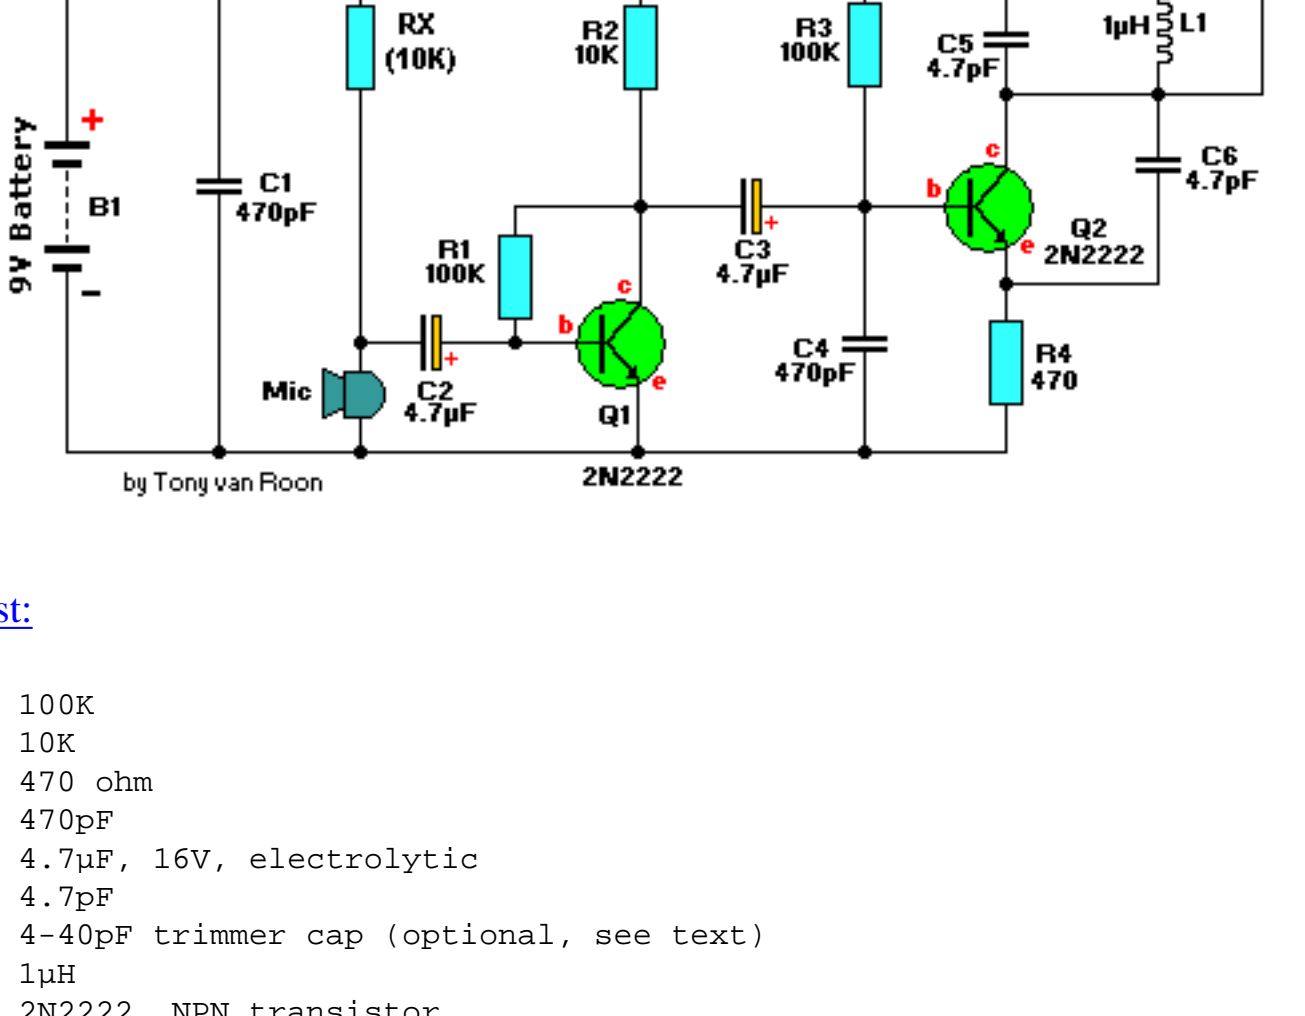 RX
(10K)
R2
10K
R3
100K
C5
4.7pF
1µH
L1
9V Battery
+
B1
−
C1
470pF
c
b
e
C6
4.7pF
Q2
2N2222
R1
100K
C3
4.7µF
+
c
b
e
Mic
C2
4.7µF
+
Q1
2N2222
C4
470pF
R4
470
by Tony van Roon
st:
100K
10K
470 ohm
470pF
4.7µF, 16V, electrolytic
4.7pF
4-40pF trimmer cap (optional, see text)
1µH
2N2222, NPN transistor